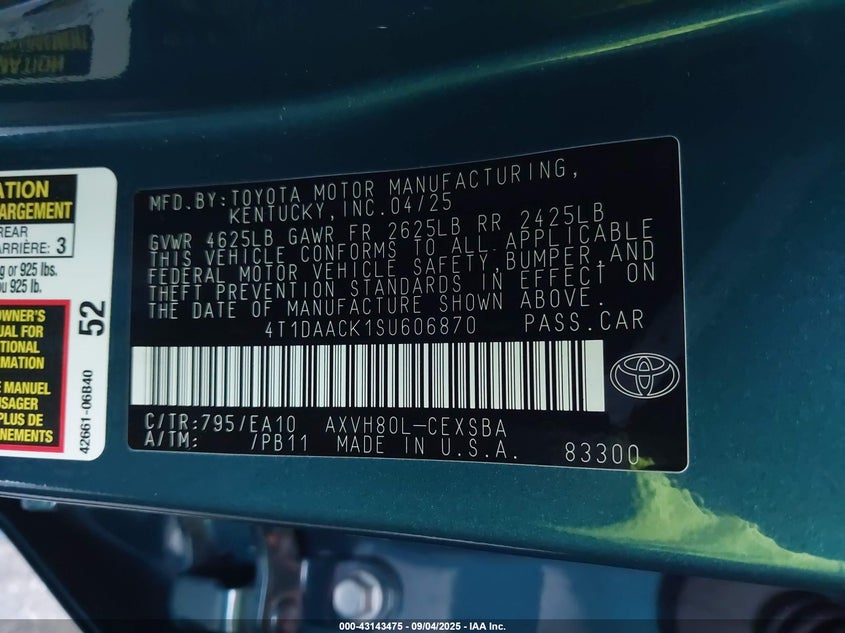 ATION
ARGEMENT
REAR
ARRIÈRE: 3
g or 925 lbs.
u 925 lb.
OWNER'S
UAL FOR
TIONAL
RMATION
E MANUEL
USAGER
PLUS DE
52
42661-06B40
MFD.BY:TOYOTA MOTOR MANUFACTURING,
KENTUCKY,INC.04/25
GVWR 4625LB GAWR FR 2625LB RR 2425LB
THIS VEHICLE CONFORMS TO ALL APPLICABLE
FEDERAL MOTOR VEHICLE SAFETY,BUMPER,AND
THEFT PREVENTION STANDARDS IN EFFECT ON
THE DATE OF MANUFACTURE SHOWN ABOVE.
4T1DAACK1SU606870 PASS.CAR
C/TR:795/EA10 AXVH80L-CEXSBA
A/TM: /PB11 MADE IN U.S.A. 83300
000-43143475 - 09/04/2025 - IAA Inc.